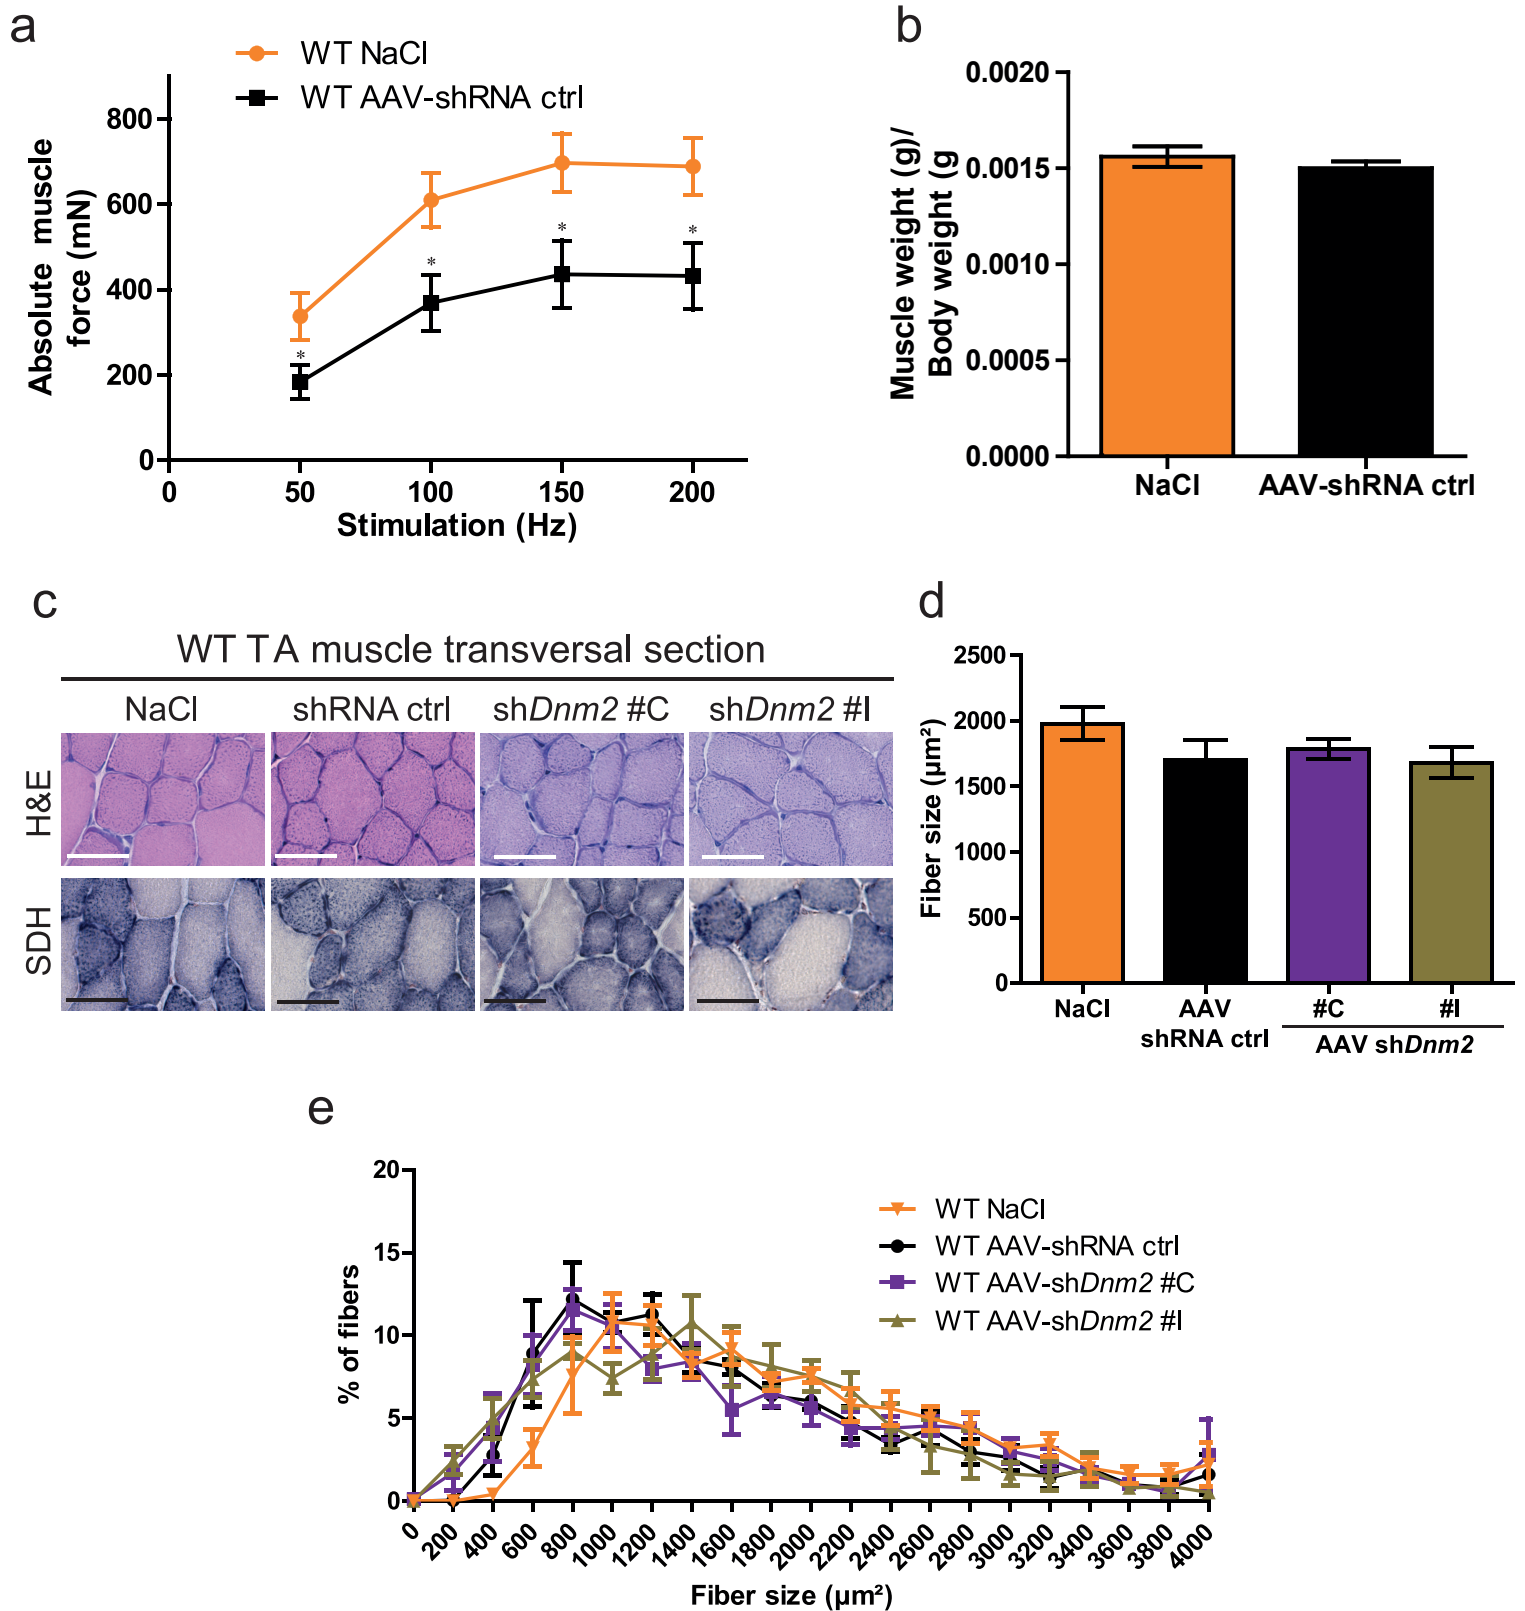 a
WT NaCl
WT AAV-shRNA ctrl
Absolute muscle
force (mN)
800
600
400
200
0
*
*
*
*
0
50
100
150
200
Stimulation (Hz)
b
Muscle weight (g)/
Body weight (g
0.0020
0.0015
0.0010
0.0005
0.0000
NaCl
AAV-shRNA ctrl
c
WT TA muscle transversal section
NaCl
shRNA ctrl
shDnm2 #C
shDnm2 #I
H&E
SDH
d
Fiber size (µm²)
2500
2000
1500
1000
500
0
NaCl
AAV
shRNA ctrl
#C
#I
AAV shDnm2
e
% of fibers
20
15
10
5
0
WT NaCl
WT AAV-shRNA ctrl
WT AAV-shDnm2 #C
WT AAV-shDnm2 #I
0
200
400
600
800
1000
1200
1400
1600
1800
2000
2200
2400
2600
2800
3000
3200
3400
3600
3800
4000
Fiber size (µm²)